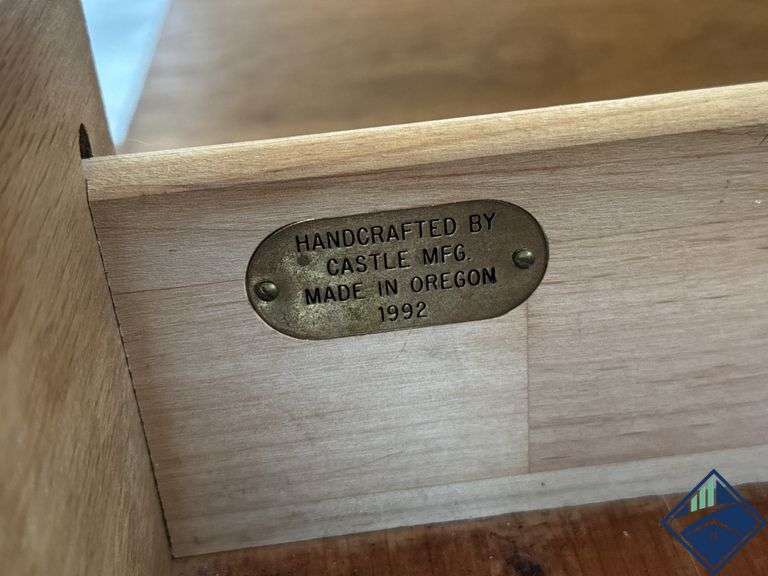 HANDCRAFTED BY
CASTLE MFG.
MADE IN OREGON
1992